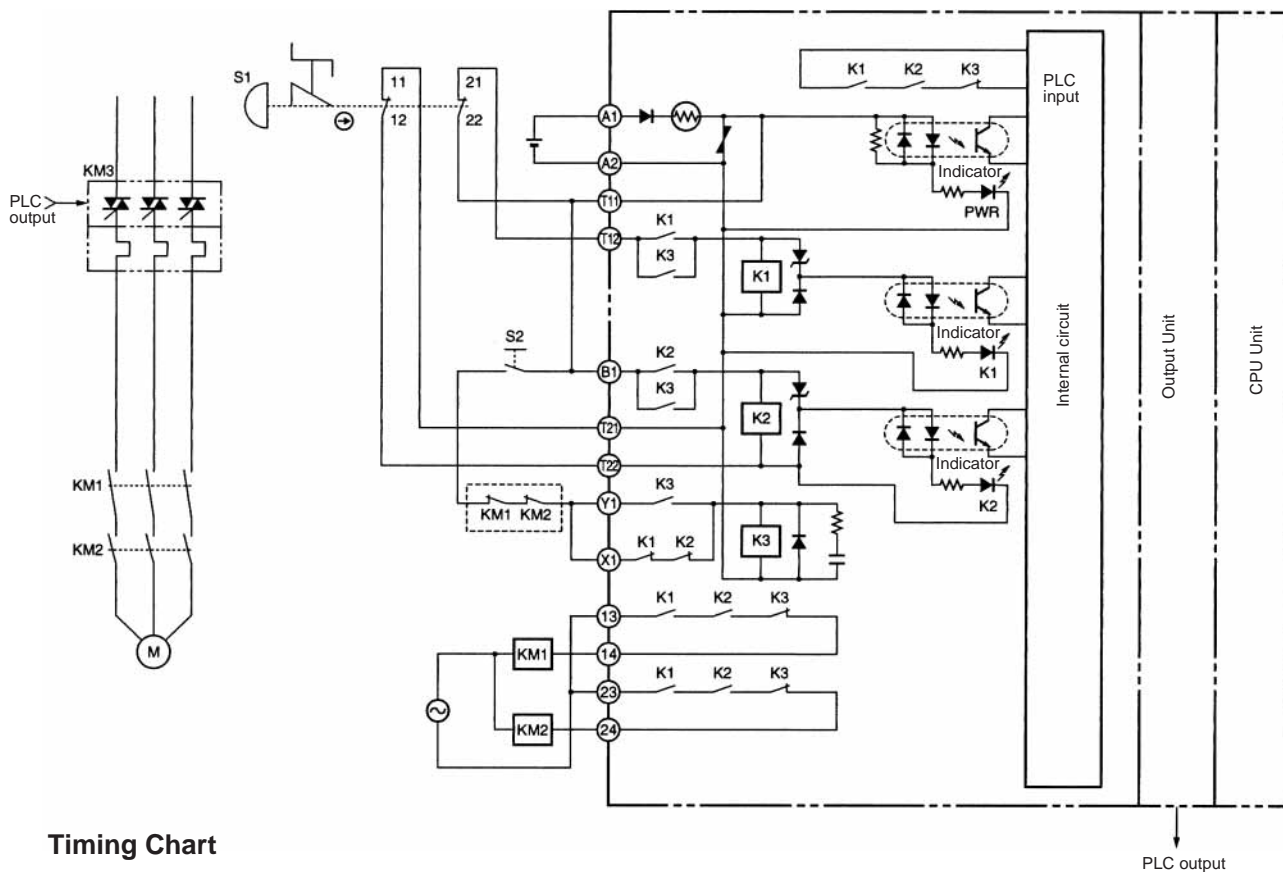 S1
11
12
21
22
KM3
PLC
output
A1
A2
T11
T12
K1
K3
K1
K1
K2
K3
PLC
input
Indicator
PWR
Indicator
K1
S2
B1
T21
T22
K2
K3
K2
Indicator
K2
KM1
KM2
KM1
KM2
Y1
X1
K3
K1
K2
K3
M
KM1
KM2
13
14
23
24
K1
K2
K3
K1
K2
K3
Internal circuit
Output Unit
CPU Unit
Timing Chart
PLC output